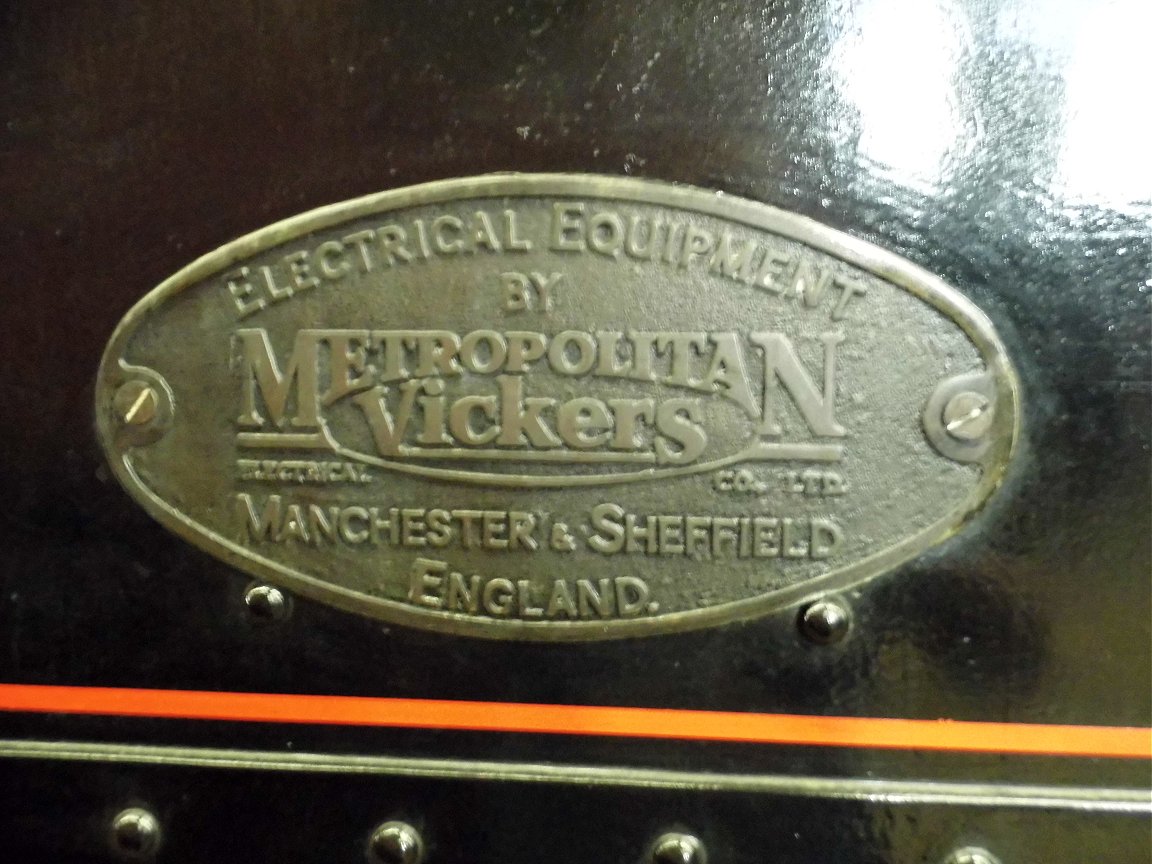 ELECTRICAL EQUIPMENT
BY
METROPOLITAN
Vickers
ELECTRICAL CO. LTD.
MANCHESTER & SHEFFIELD
ENGLAND.